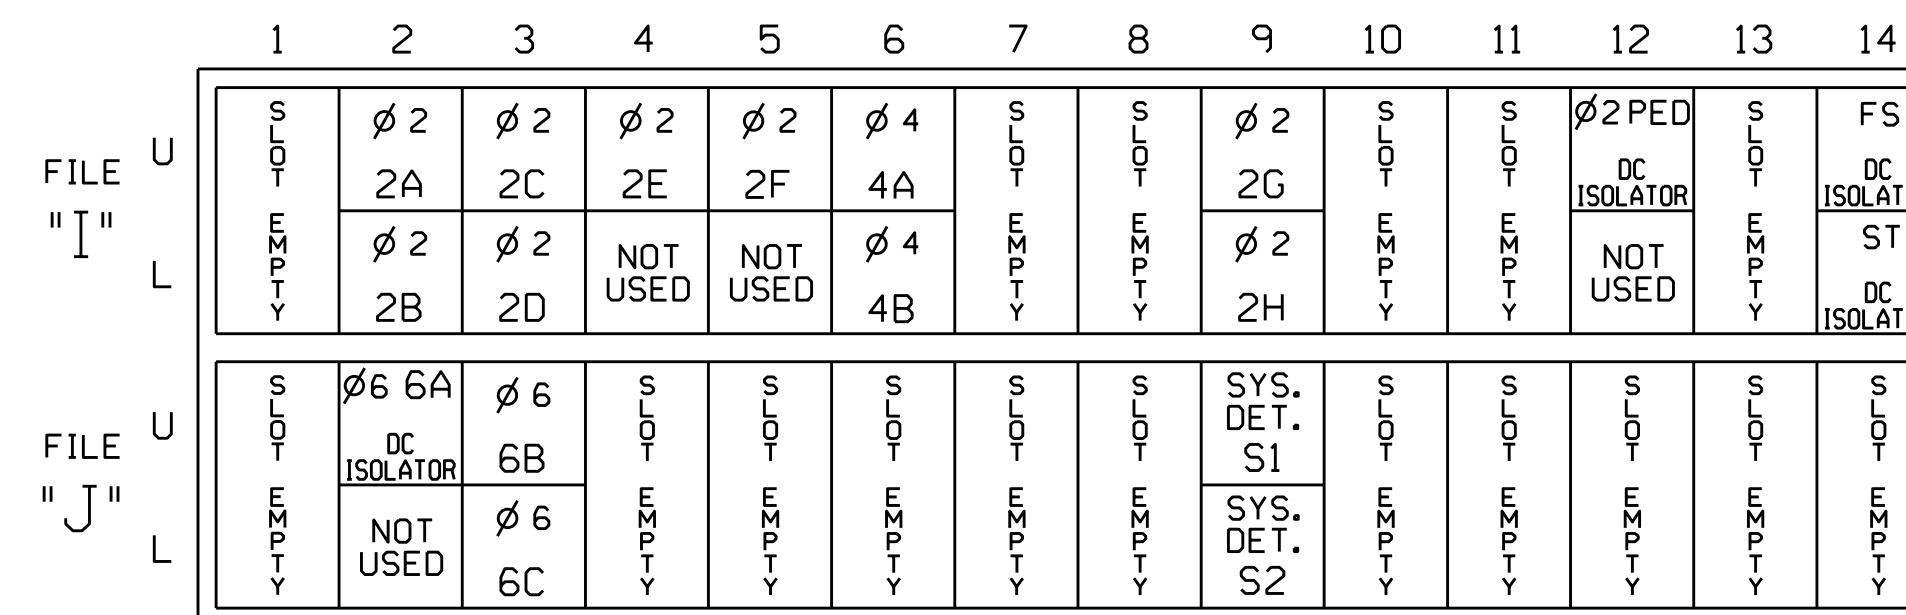 1 2 3 4 5 6 7 8 9 10 11 12 13 14
FILE
"I"
U
L
SLOT EMPTY
Ø 2
2A
Ø 2
2B
Ø 2
2C
Ø 2
2D
Ø 2
2E
NOT
USED
Ø 2
2F
NOT
USED
Ø 4
4A
Ø 4
4B
SLOT EMPTY
SLOT EMPTY
Ø 2
2G
Ø 2
2H
SLOT EMPTY
SLOT EMPTY
Ø2 PED
DC
ISOLATOR
NOT
USED
SLOT EMPTY
FS
DC
ISOLAT
ST
DC
ISOLAT
FILE
"J"
U
L
SLOT EMPTY
Ø6 6A
DC
ISOLATOR
NOT
USED
Ø 6
6B
Ø 6
6C
SLOT EMPTY
SLOT EMPTY
SLOT EMPTY
SLOT EMPTY
SLOT EMPTY
SYS.
DET.
S1
SYS.
DET.
S2
SLOT EMPTY
SLOT EMPTY
SLOT EMPTY
SLOT EMPTY
SLOT EMPTY